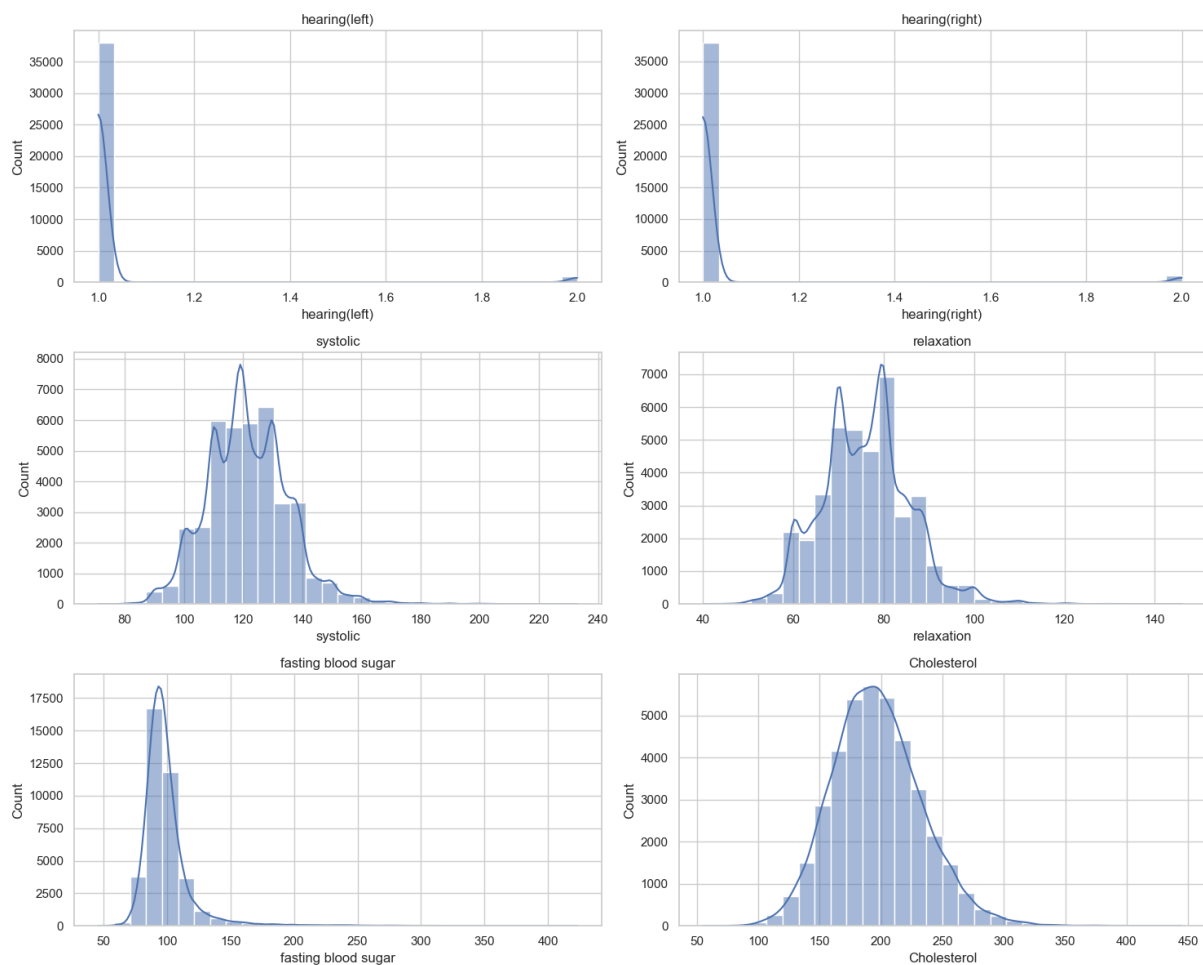 hearing(left)
35000
30000
25000
20000
15000
10000
5000
0
Count
1.0 1.2 1.4 1.6 1.8 2.0
hearing(left)
hearing(right)
35000
30000
25000
20000
15000
10000
5000
0
Count
1.0 1.2 1.4 1.6 1.8 2.0
hearing(right)
systolic
8000
7000
6000
5000
4000
3000
2000
1000
0
Count
80 100 120 140 160 180 200 220 240
systolic
relaxation
7000
6000
5000
4000
3000
2000
1000
0
Count
40 60 80 100 120 140
relaxation
fasting blood sugar
17500
15000
12500
10000
7500
5000
2500
0
Count
50 100 150 200 250 300 350 400
fasting blood sugar
Cholesterol
5000
4000
3000
2000
1000
0
Count
50 100 150 200 250 300 350 400 450
Cholesterol